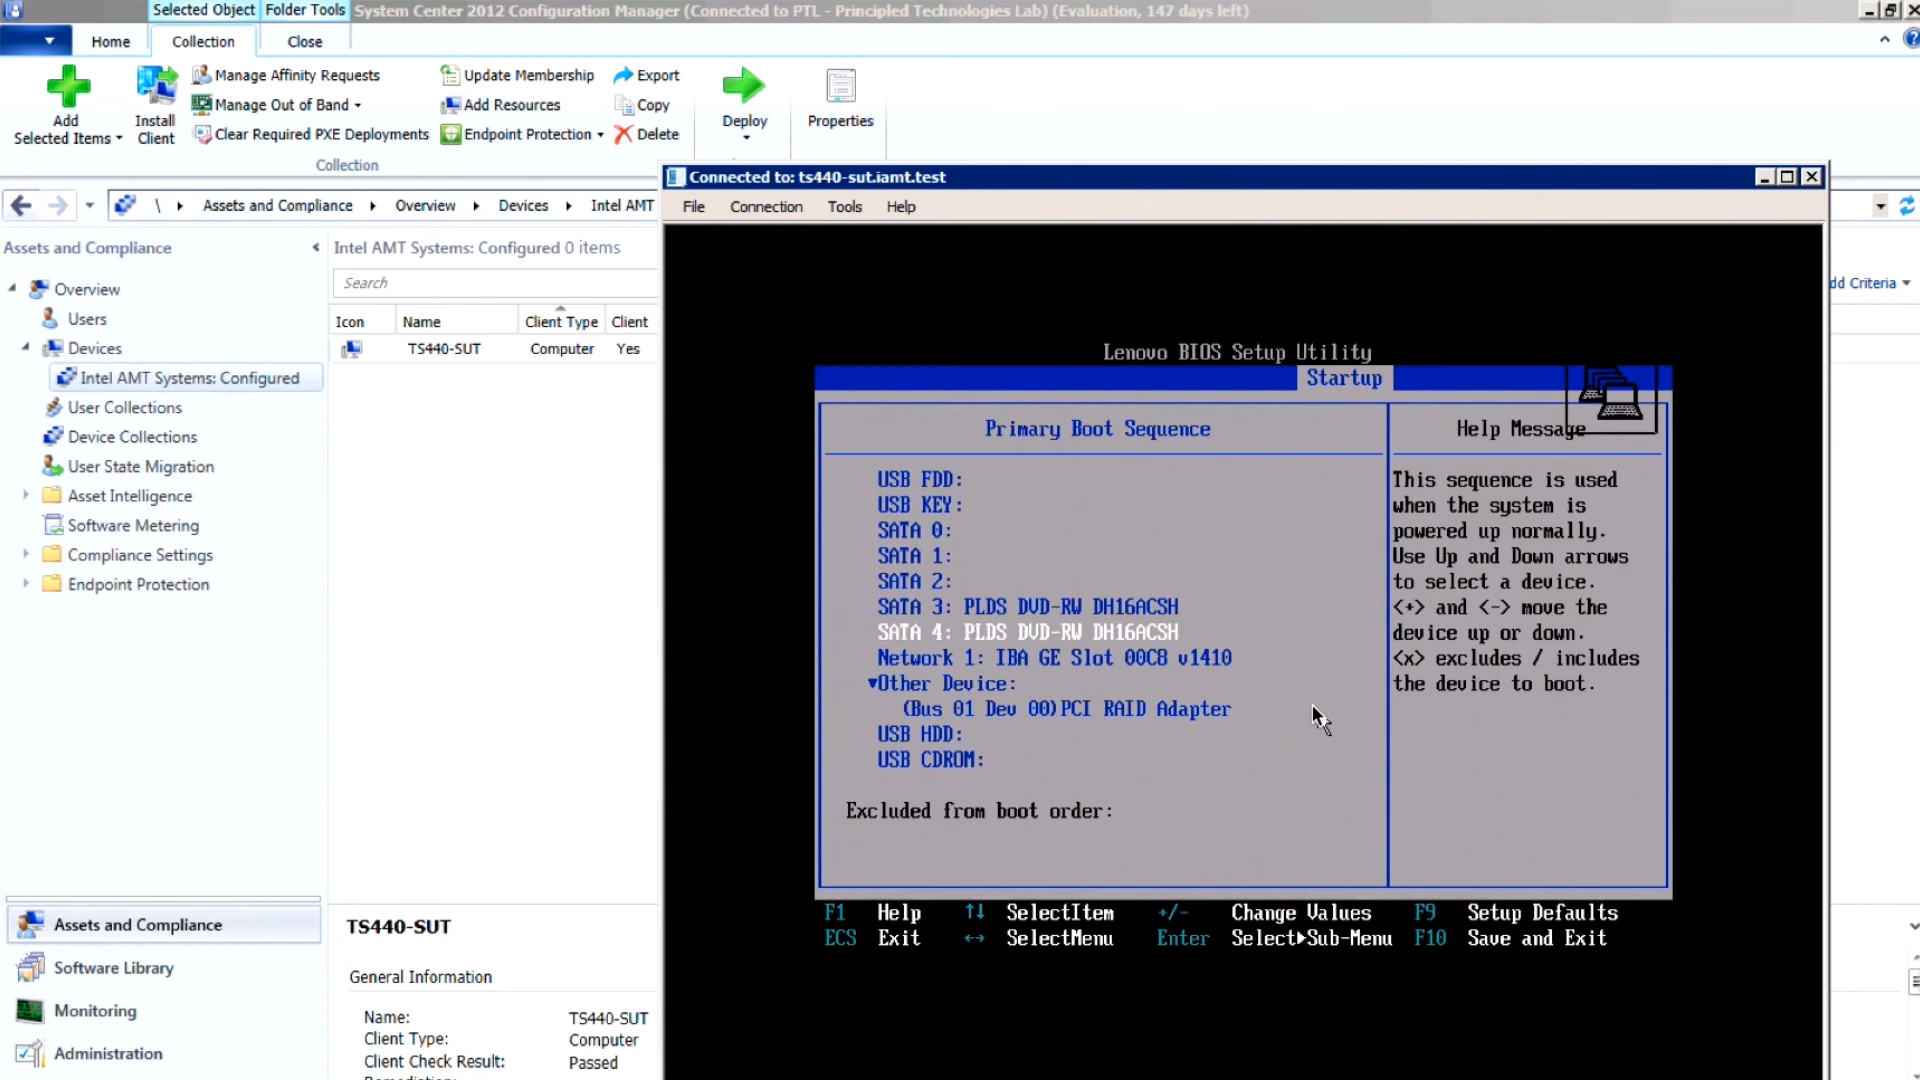 Selected Object Folder Tools System Center 2012 Configuration Manager (Connected to PTL - Principled Technologies Lab) (Evaluation, 147 days left)
Home Collection Close
Add Selected Items
Install Client
Manage Affinity Requests
Manage Out of Band
Clear Required PXE Deployments
Update Membership
Add Resources
Endpoint Protection
Export
Copy
Delete
Deploy
Properties
Collection
\ Assets and Compliance Overview Devices Intel AMT
Assets and Compliance
Overview
Users
Devices
Intel AMT Systems: Configured
User Collections
Device Collections
User State Migration
Asset Intelligence
Software Metering
Compliance Settings
Endpoint Protection
Assets and Compliance
Software Library
Monitoring
Administration
Intel AMT Systems: Configured 0 items
Search
dd Criteria
Icon Name Client Type Client
TS440-SUT Computer Yes
TS440-SUT
General Information
Name: TS440-SUT
Client Type: Computer
Client Check Result: Passed
Connected to: ts440-sut.iamt.test
File Connection Tools Help
Lenovo BIOS Setup Utility
Startup
Primary Boot Sequence
USB FDD:
USB KEY:
SATA 0:
SATA 1:
SATA 2:
SATA 3: PLDS DVD-RW DH16ACSH
SATA 4: PLDS DVD-RW DH16ACSH
Network 1: IBA GE Slot 00C8 v1410
▼Other Device:
(Bus 01 Dev 00)PCI RAID Adapter
USB HDD:
USB CDROM:
Excluded from boot order:
Help Message
This sequence is used
when the system is
powered up normally.
Use Up and Down arrows
to select a device.
<+> and <-> move the
device up or down.
<x> excludes / includes
the device to boot.
F1 Help ↑↓ SelectItem +/- Change Values F9 Setup Defaults
ECS Exit ↔ SelectMenu Enter Select▶Sub-Menu F10 Save and Exit